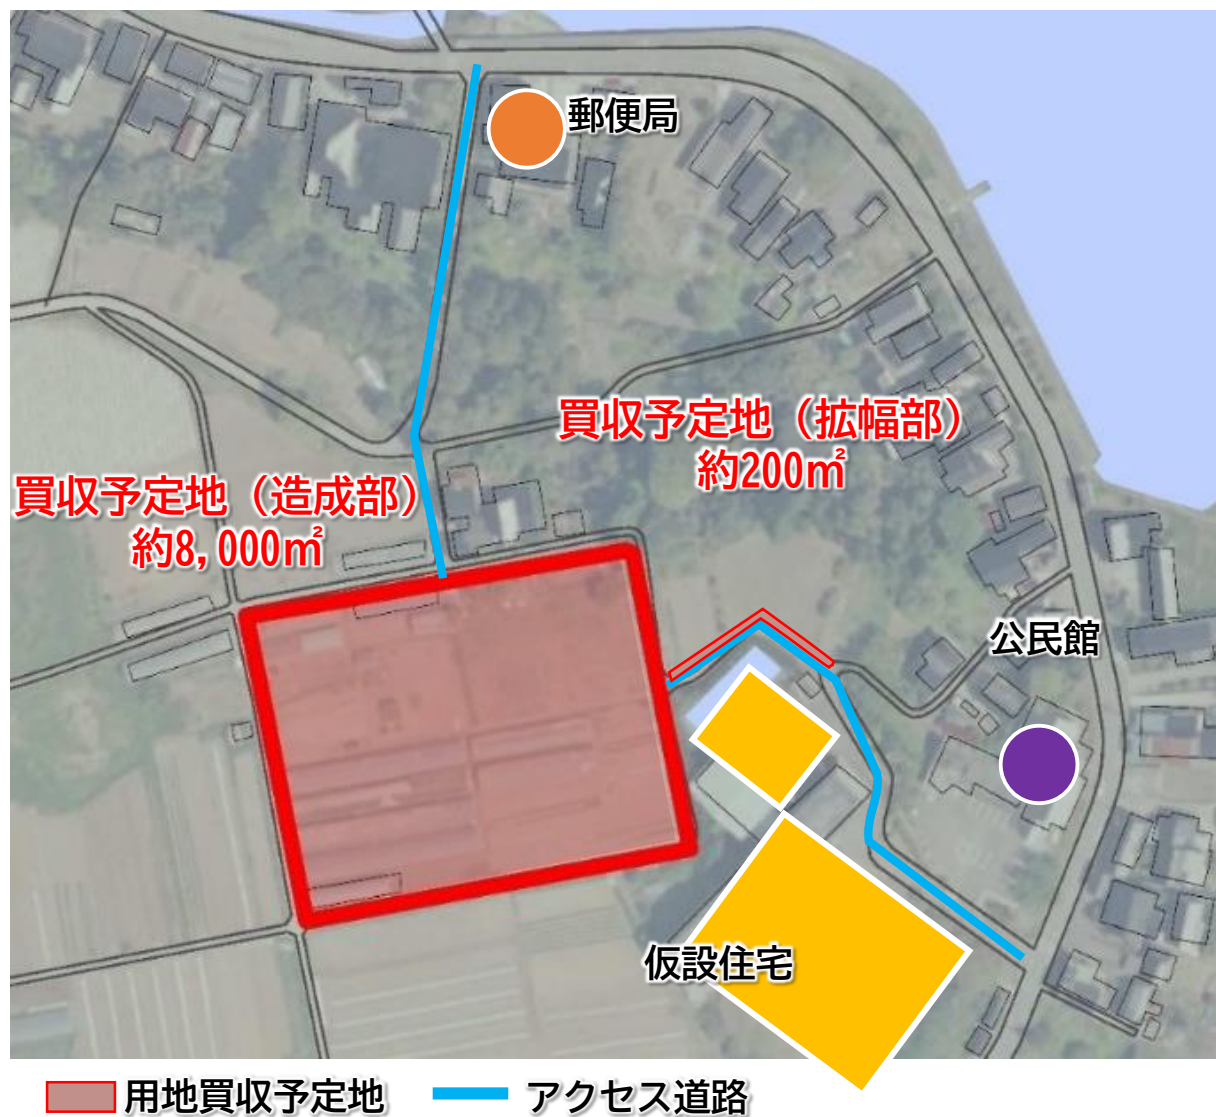 郵便局
買収予定地（拡幅部）
約200㎡
買収予定地（造成部）
約8,000㎡
公民館
仮設住宅
用地買収予定地
アクセス道路